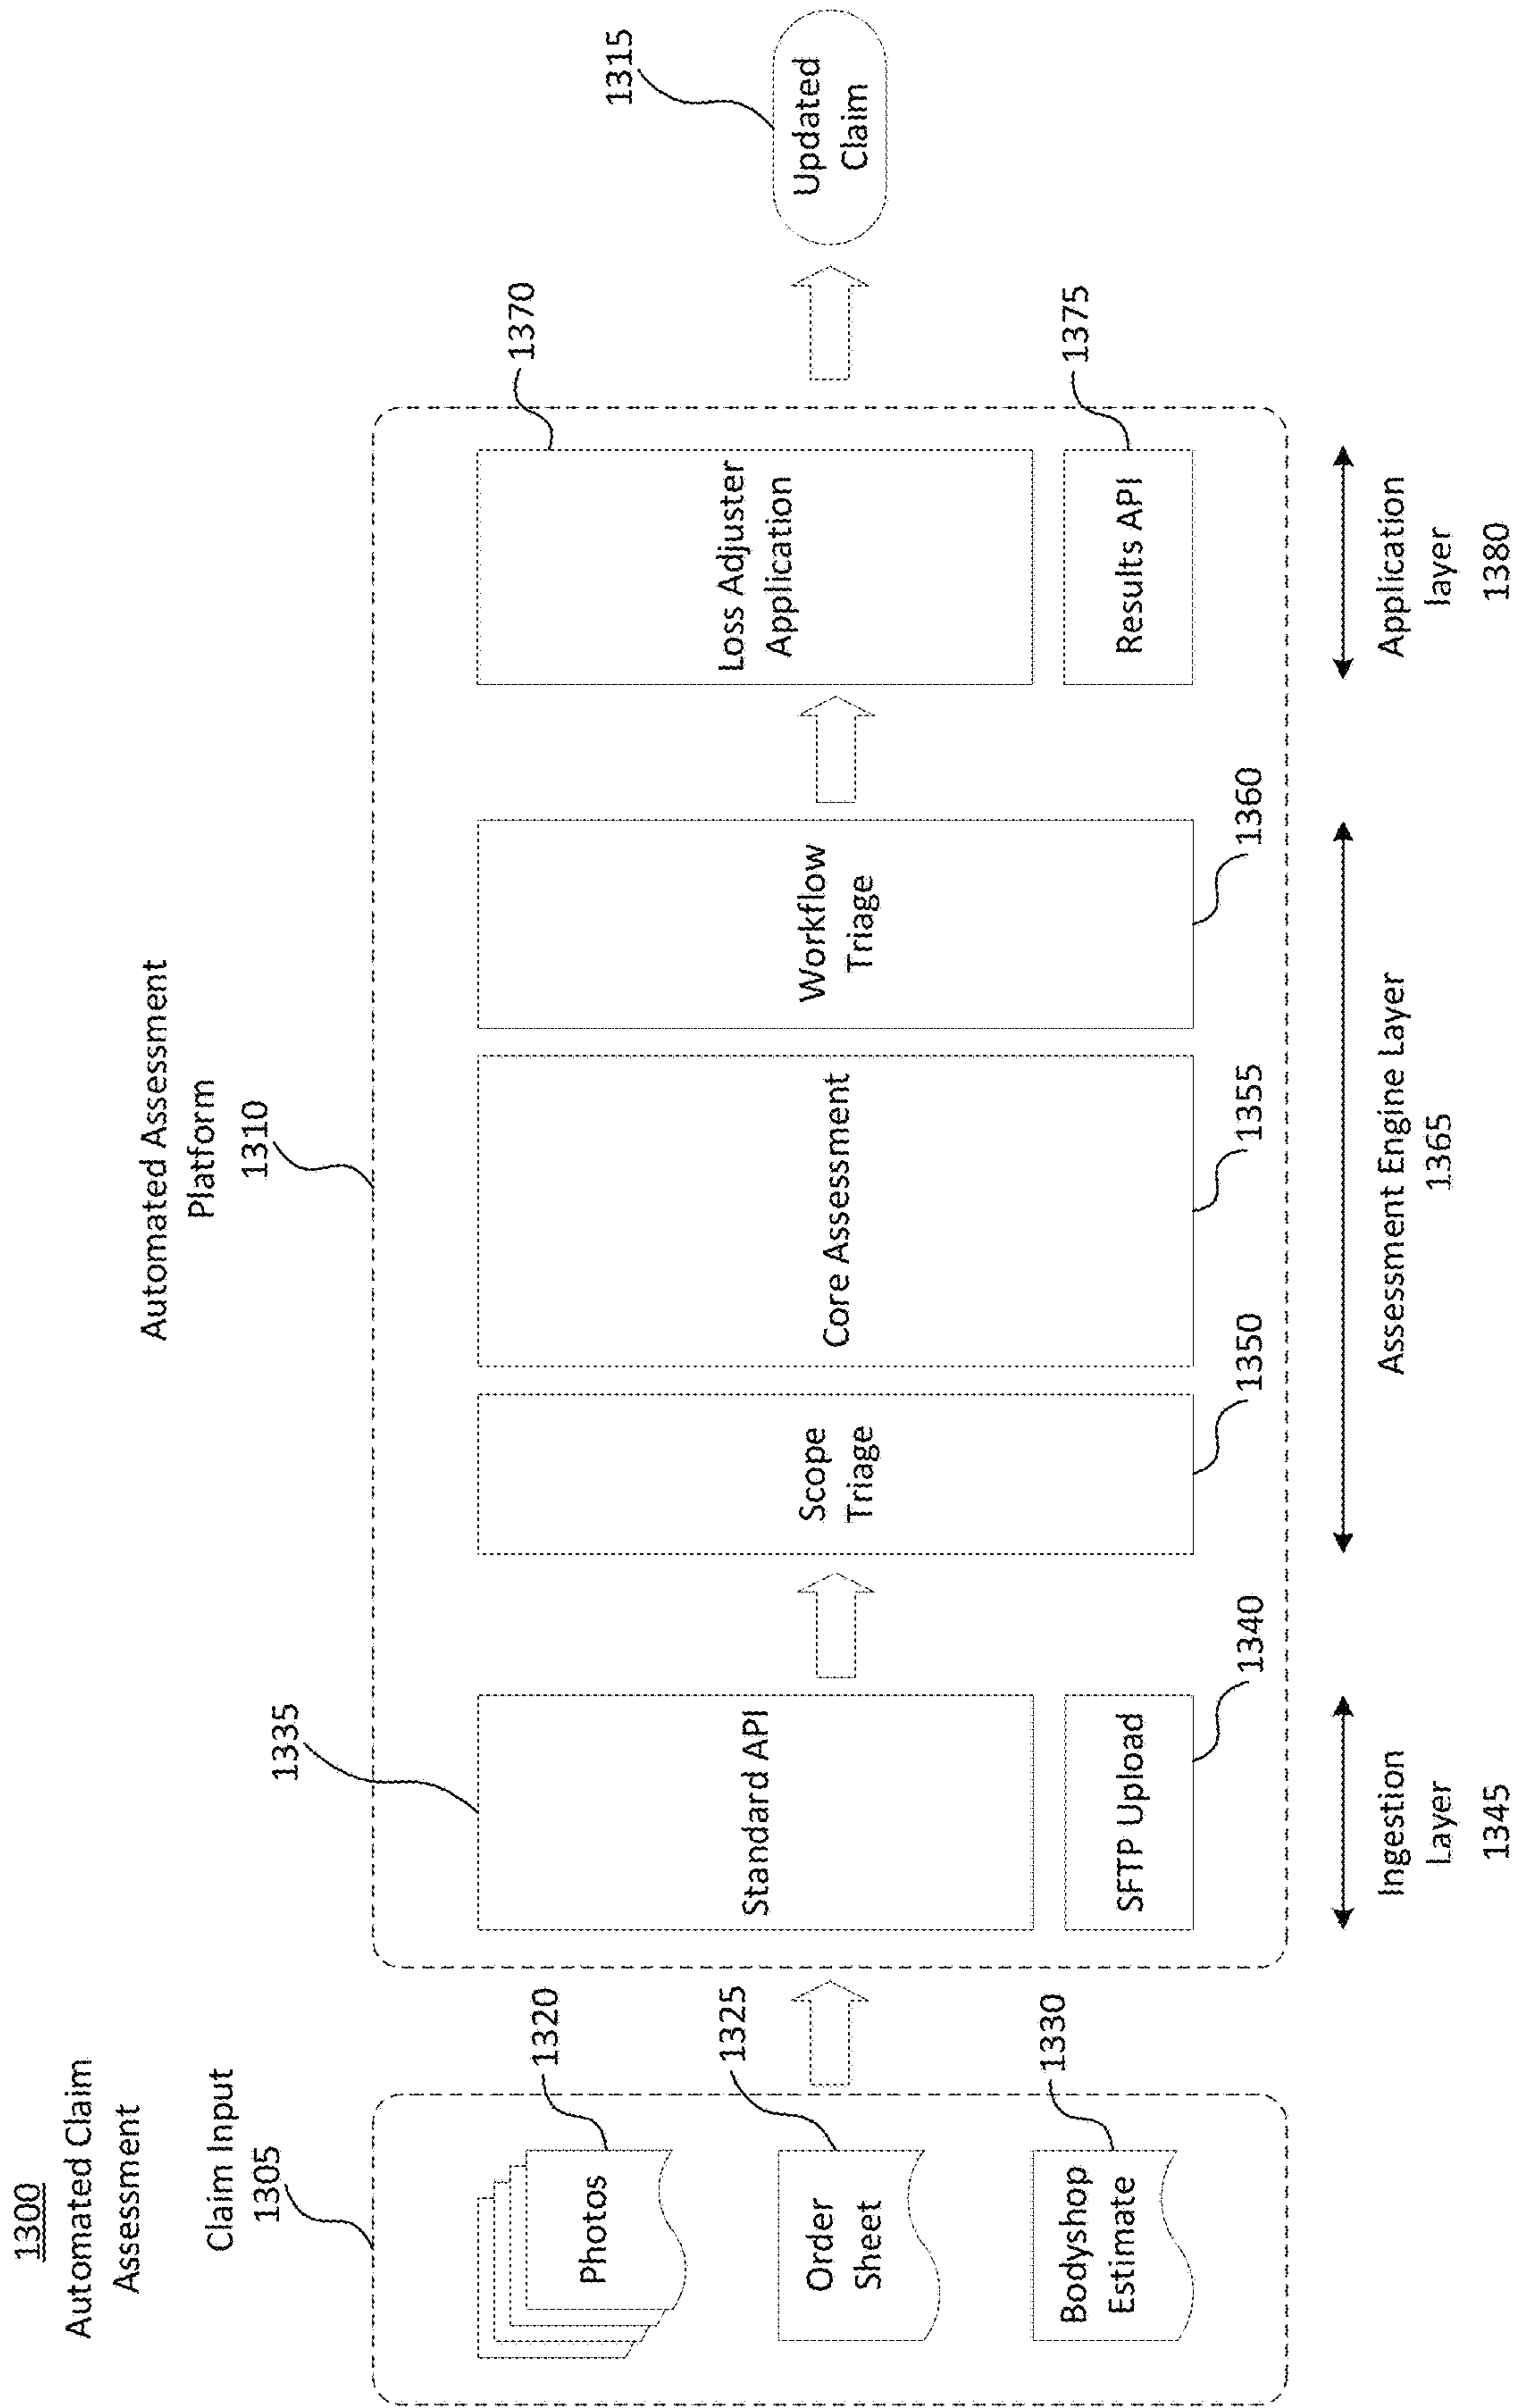 1300
Automated Claim
Assessment
Claim Input
1305
Photos
1320
Order
Sheet
1325
Bodyshop
Estimate
1330
Automated Assessment
Platform
1310
1335
Standard API
SFTP Upload
1340
Scope
Triage
1350
Core Assessment
1355
Workflow
Triage
1360
Loss Adjuster
Application
1370
Results API
1375
Updated
Claim
1315
Ingestion
Layer
1345
Assessment Engine Layer
1365
Application
layer
1380